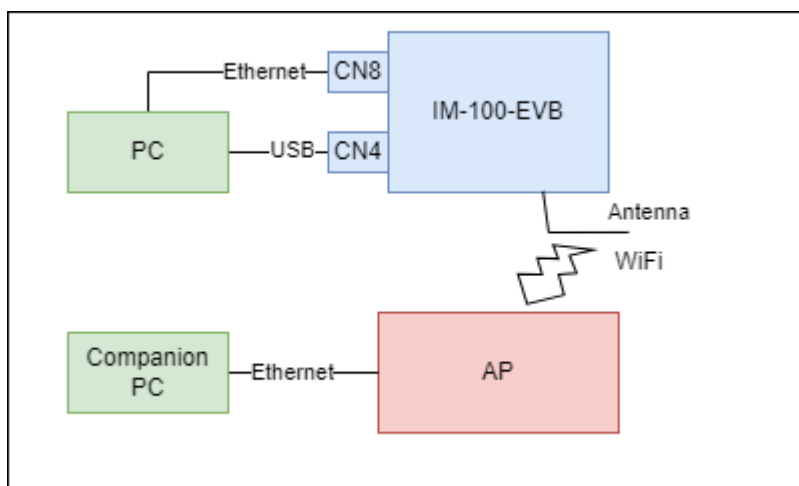 Ethernet
CN8
IM-100-EVB
PC
USB
CN4
Antenna
WiFi
Companion
PC
Ethernet
AP